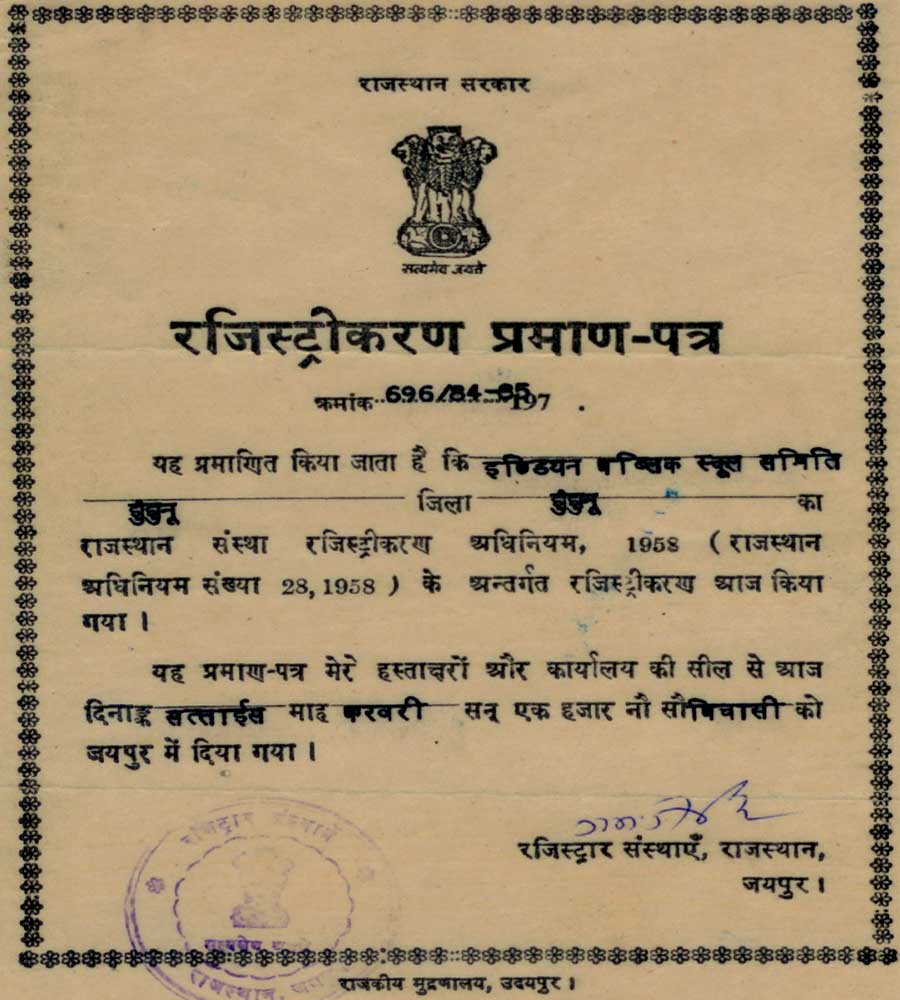 राजस्थान सरकार
सत्यमेव जयते
रजिस्ट्रीकरण प्रमाण-पत्र
क्रमांक 696/84-85 197 .
यह प्रमाणित किया जाता है कि इण्डियन पब्लिक स्कूल समिति
झुंझुनू जिला झुंझुनू का
राजस्थान संस्था रजिस्ट्रीकरण अधिनियम, 1958 ( राजस्थान
अधिनियम संख्या 28, 1958 ) के अन्तर्गत रजिस्ट्रीकरण आज किया
गया ।
यह प्रमाण-पत्र मेरे हस्ताक्षरों और कार्यालय की सील से आज
दिनाङ्क सत्ताईस माह फरवरी सन् एक हजार नौ सौ पिचासी को
जयपुर में दिया गया ।
रजिस्ट्रार संस्थाएँ, राजस्थान,
जयपुर ।
रजिस्ट्रार संस्थायें
राजस्थान,
राजकीय मुद्रणालय, उदयपुर ।